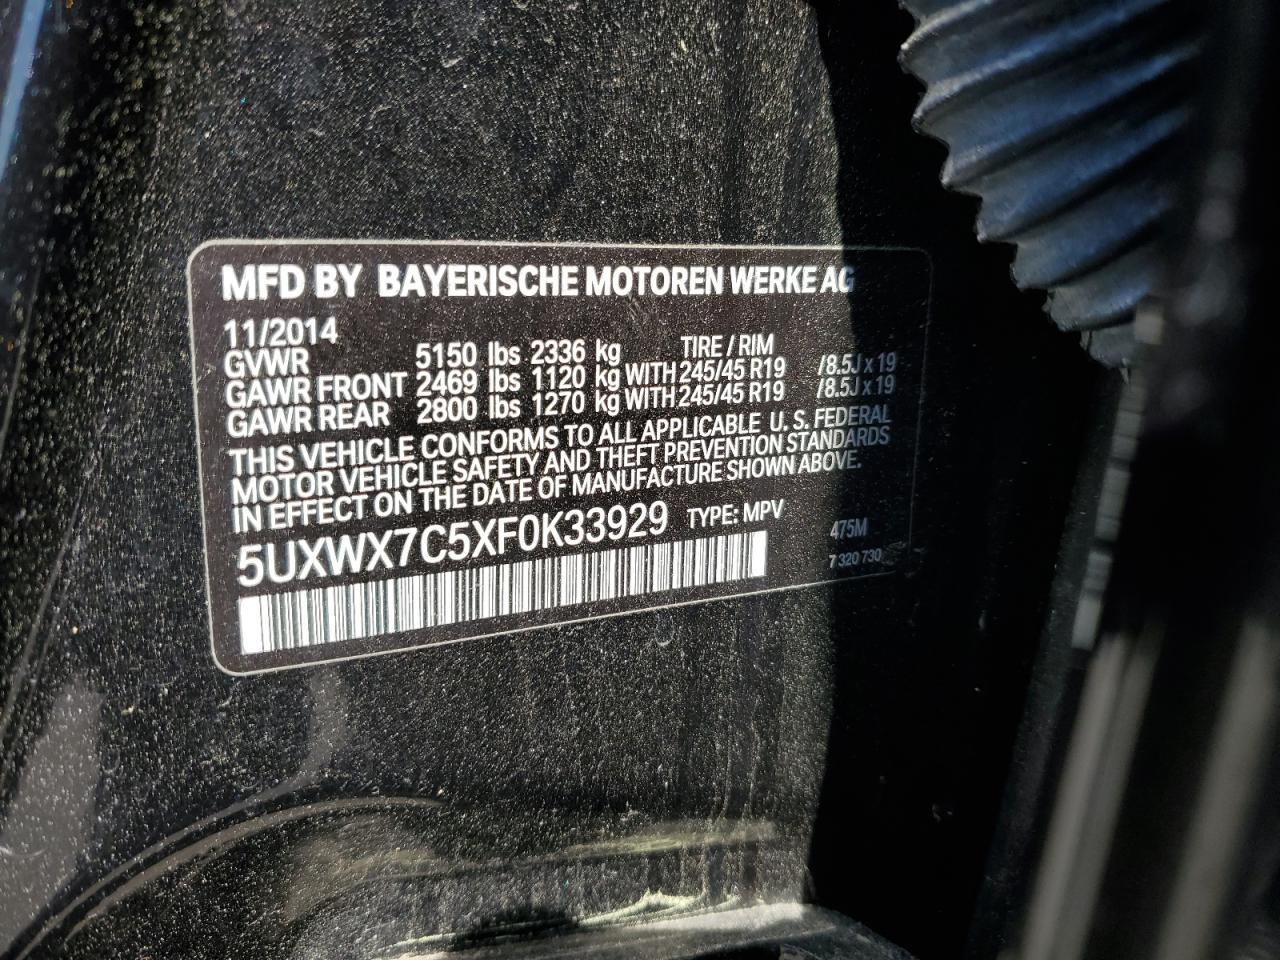 MFD BY BAYERISCHE MOTOREN WERKE AG
11/2014
GVWR 5150 lbs 2336 kg TIRE / RIM
GAWR FRONT 2469 lbs 1120 kg WITH 245/45 R19 /8.5J x 19
GAWR REAR 2800 lbs 1270 kg WITH 245/45 R19 /8.5J x 19
THIS VEHICLE CONFORMS TO ALL APPLICABLE U. S. FEDERAL
MOTOR VEHICLE SAFETY AND THEFT PREVENTION STANDARDS
IN EFFECT ON THE DATE OF MANUFACTURE SHOWN ABOVE.
5UXWX7C5XF0K33929 TYPE: MPV 475M
7 320 730